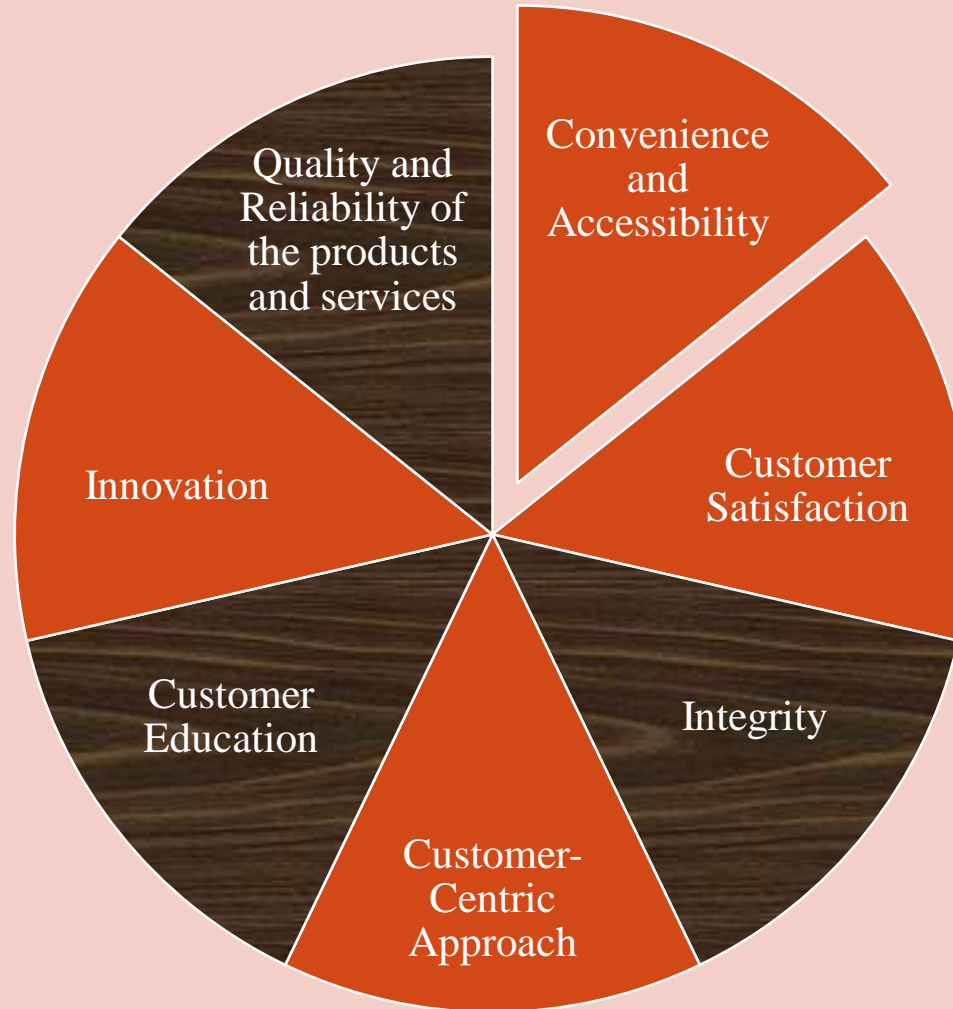 Convenience
and
Accessibility
Customer
Satisfaction
Integrity
Customer-
Centric
Approach
Customer
Education
Innovation
Quality and
Reliability of
the products
and services